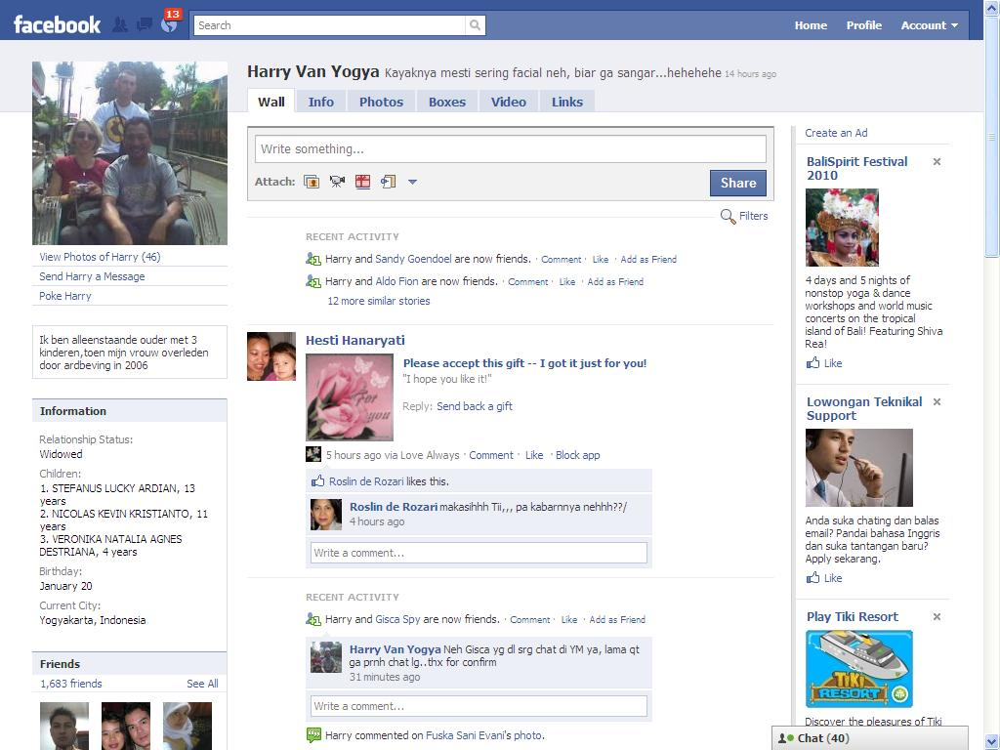 facebook
13
Search
Home Profile Account
Harry Van Yogya Kayaknya mesti sering facial neh, biar ga sangar...hehehehe 14 hours ago
Wall Info Photos Boxes Video Links
View Photos of Harry (46)
Send Harry a Message
Poke Harry
Ik ben alleenstaande ouder met 3
kinderen,toen mijn vrouw overleden
door ardbeving in 2006
Information
Relationship Status:
Widowed
Children:
1. STEFANUS LUCKY ARDIAN, 13
years
2. NICOLAS KEVIN KRISTIANTO, 11
years
3. VERONIKA NATALIA AGNES
DESTRIANA, 4 years
Birthday:
January 20
Current City:
Yogyakarta, Indonesia
Friends
1,683 friends See All
Write something...
Attach:
Share
Filters
RECENT ACTIVITY
Harry and Sandy Goendoel are now friends. · Comment · Like · Add as Friend
Harry and Aldo Fion are now friends. · Comment · Like · Add as Friend
12 more similar stories
Hesti Hanaryati
For
you
Please accept this gift -- I got it just for you!
"I hope you like it!"
Reply: Send back a gift
5 hours ago via Love Always · Comment · Like · Block app
Roslin de Rozari likes this.
Roslin de Rozari makasihhh Tii,,, pa kabarnnya nehhh??/
4 hours ago
Write a comment...
RECENT ACTIVITY
Harry and Gisca Spy are now friends. · Comment · Like · Add as Friend
Harry Van Yogya Neh Gisca yg dl srg chat di YM ya, lama qt
ga prnh chat lg..thx for confirm
31 minutes ago
Write a comment...
Harry commented on Fuska Sani Evani's photo.
Create an Ad
BaliSpirit Festival
2010
4 days and 5 nights of
nonstop yoga & dance
workshops and world music
concerts on the tropical
island of Bali! Featuring Shiva
Rea!
Like
Lowongan Teknikal
Support
Anda suka chating dan balas
email? Pandai bahasa Inggris
dan suka tantangan baru?
Apply sekarang.
Like
Play Tiki Resort
TIKI
RESORT
Discover the pleasures of Tiki
Chat (40)